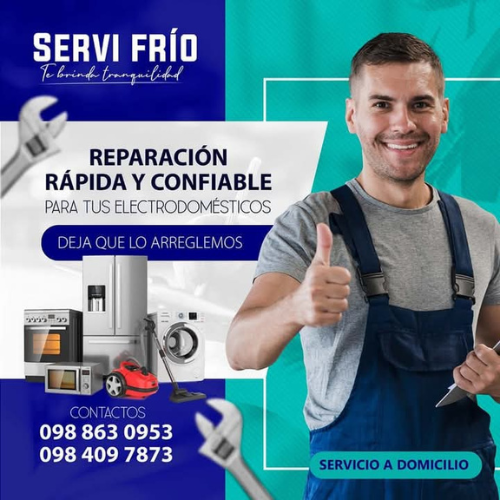 SERVI FRÍO
Te brinda tranquilidad
REPARACIÓN
RÁPIDA Y CONFIABLE
PARA TUS ELECTRODOMÉSTICOS
DEJA QUE LO ARREGLEMOS
CONTACTOS
098 863 0953
098 409 7873
SERVICIO A DOMICILIO